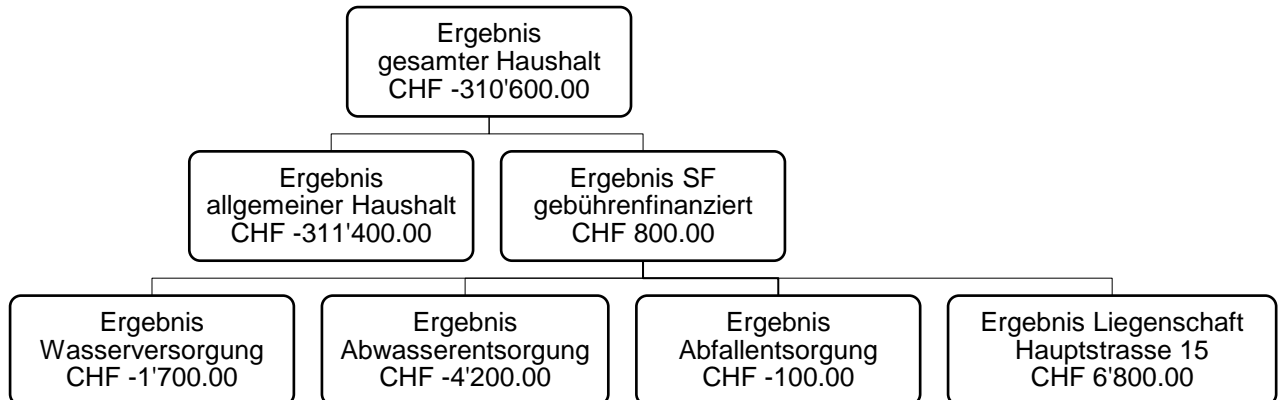 Ergebnis
gesamter Haushalt
CHF -310'600.00
Ergebnis
allgemeiner Haushalt
CHF -311'400.00
Ergebnis SF
gebührenfinanziert
CHF 800.00
Ergebnis
Wasserversorgung
CHF -1'700.00
Ergebnis
Abwasserentsorgung
CHF -4'200.00
Ergebnis
Abfallentsorgung
CHF -100.00
Ergebnis Liegenschaft
Hauptstrasse 15
CHF 6'800.00